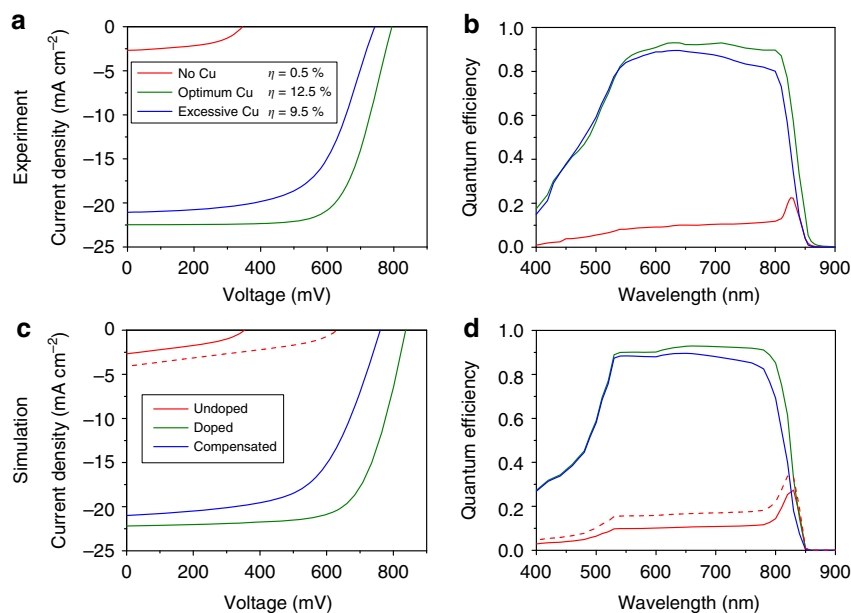 a
Experiment
Current density (mA cm−2)
0
−5
−10
−15
−20
−25
No Cu η = 0.5 %
Optimum Cu η = 12.5 %
Excessive Cu η = 9.5 %
0 200 400 600 800
Voltage (mV)
b
Quantum efficiency
1.0
0.8
0.6
0.4
0.2
0.0
400 500 600 700 800 900
Wavelength (nm)
c
Simulation
Current density (mA cm−2)
0
−5
−10
−15
−20
−25
Undoped
Doped
Compensated
0 200 400 600 800
Voltage (mV)
d
Quantum efficiency
1.0
0.8
0.6
0.4
0.2
0.0
400 500 600 700 800 900
Wavelength (nm)